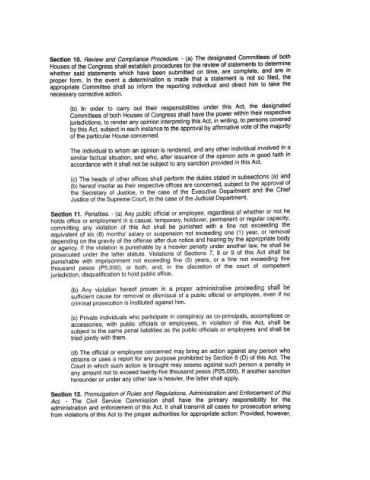 Section 10. Review and Compliance Procedure. - (a) The designated Committees of both
Houses of the Congress shall establish procedures for the review of statements to determine
whether said statements which have been submitted on time, are complete, and are in
proper form. In the event a determination is made that a statement is not so filed, the
appropriate Committee shall so inform the reporting individual and direct him to take the
necessary corrective action.
(b) In order to carry out their responsibilities under this Act, the designated
Committees of both Houses of Congress shall have the power within their respective
jurisdictions, to render any opinion interpreting this Act, in writing, to persons covered
by this Act, subject in each instance to the approval by affirmative vote of the majority
of the particular House concerned.
The individual to whom an opinion is rendered, and any other individual involved in a
similar factual situation, and who, after issuance of the opinion acts in good faith in
accordance with it shall not be subject to any sanction provided in this Act.
(c) The heads of other offices shall perform the duties stated in subsections (a) and
(b) hereof insofar as their respective offices are concerned, subject to the approval of
the Secretary of Justice, in the case of the Executive Department and the Chief
Justice of the Supreme Court, in the case of the Judicial Department.
Section 11. Penalties. - (a) Any public official or employee, regardless of whether or not he
holds office or employment in a casual, temporary, holdover, permanent or regular capacity,
committing any violation of this Act shall be punished with a fine not exceeding the
equivalent of six (6) months' salary or suspension not exceeding one (1) year, or removal
depending on the gravity of the offense after due notice and hearing by the appropriate body
or agency. If the violation is punishable by a heavier penalty under another law, he shall be
prosecuted under the latter statute. Violations of Sections 7, 8 or 9 of this Act shall be
punishable with imprisonment not exceeding five (5) years, or a fine not exceeding five
thousand pesos (P5,000), or both, and, in the discretion of the court of competent
jurisdiction, disqualification to hold public office.
(b) Any violation hereof proven in a proper administrative proceeding shall be
sufficient cause for removal or dismissal of a public official or employee, even if no
criminal prosecution is instituted against him.
(c) Private individuals who participate in conspiracy as co-principals, accomplices or
accessories, with public officials or employees, in violation of this Act, shall be
subject to the same penal liabilities as the public officials or employees and shall be
tried jointly with them.
(d) The official or employee concerned may bring an action against any person who
obtains or uses a report for any purpose prohibited by Section 8 (D) of this Act. The
Court in which such action is brought may assess against such person a penalty in
any amount not to exceed twenty-five thousand pesos (P25,000). If another sanction
hereunder or under any other law is heavier, the latter shall apply.
Section 12. Promulgation of Rules and Regulations, Administration and Enforcement of this
Act. - The Civil Service Commission shall have the primary responsibility for the
administration and enforcement of this Act. It shall transmit all cases for prosecution arising
from violations of this Act to the proper authorities for appropriate action: Provided, however,